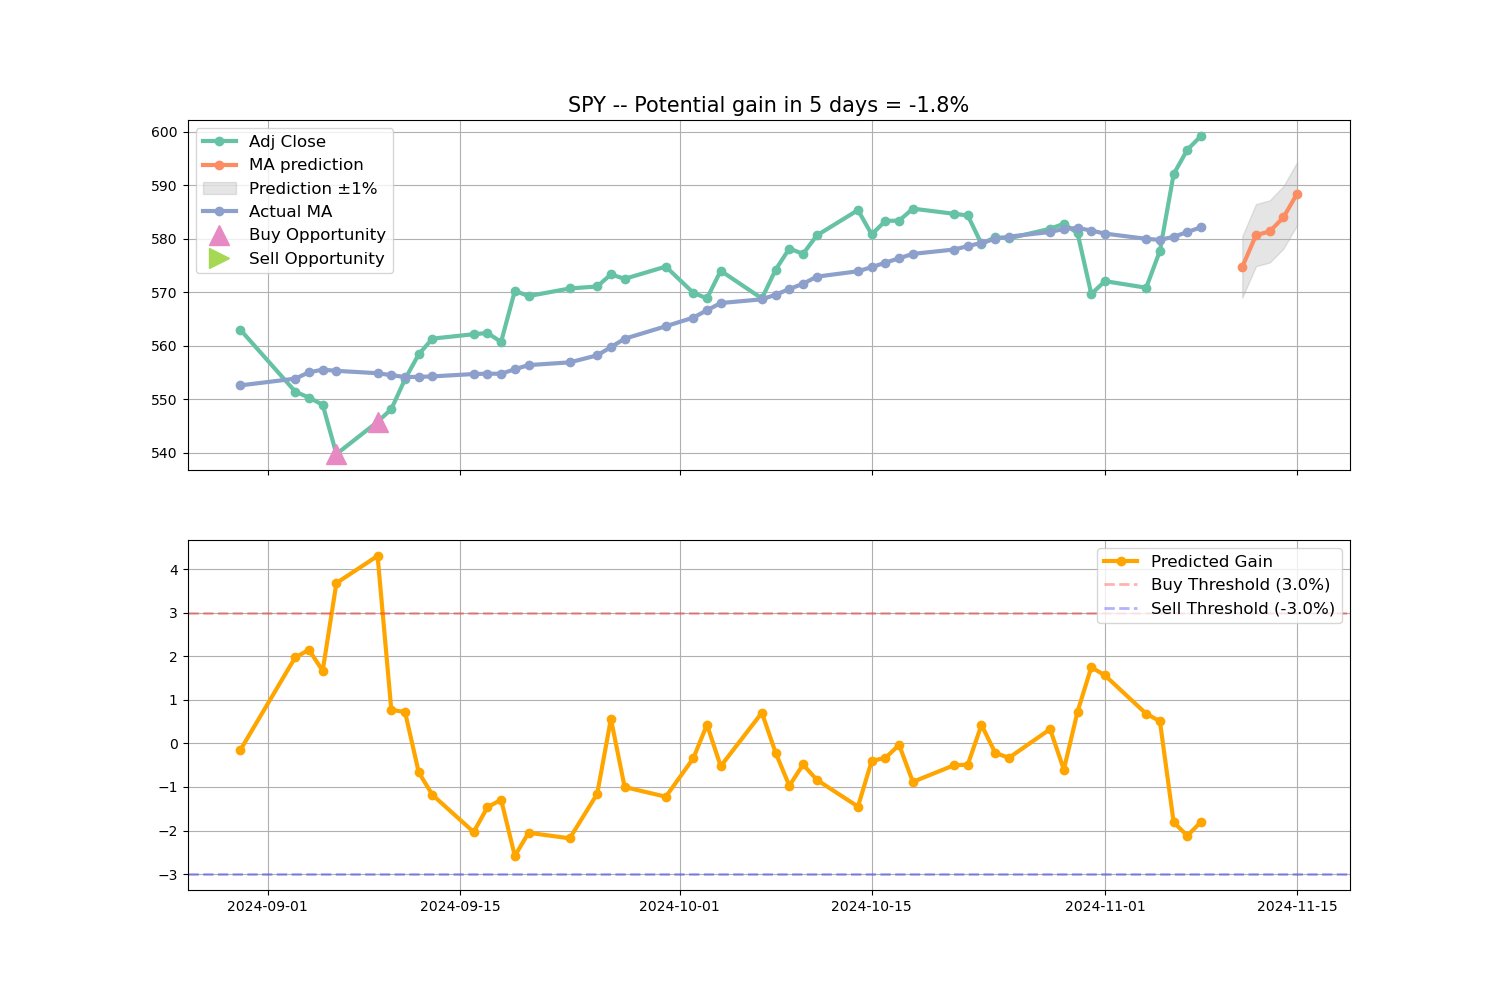 SPY -- Potential gain in 5 days = -1.8%
600
590
580
570
560
550
540
Adj Close
MA prediction
Prediction ±1%
Actual MA
Buy Opportunity
Sell Opportunity
4
3
2
1
0
−1
−2
−3
Predicted Gain
Buy Threshold (3.0%)
Sell Threshold (-3.0%)
2024-09-01
2024-09-15
2024-10-01
2024-10-15
2024-11-01
2024-11-15